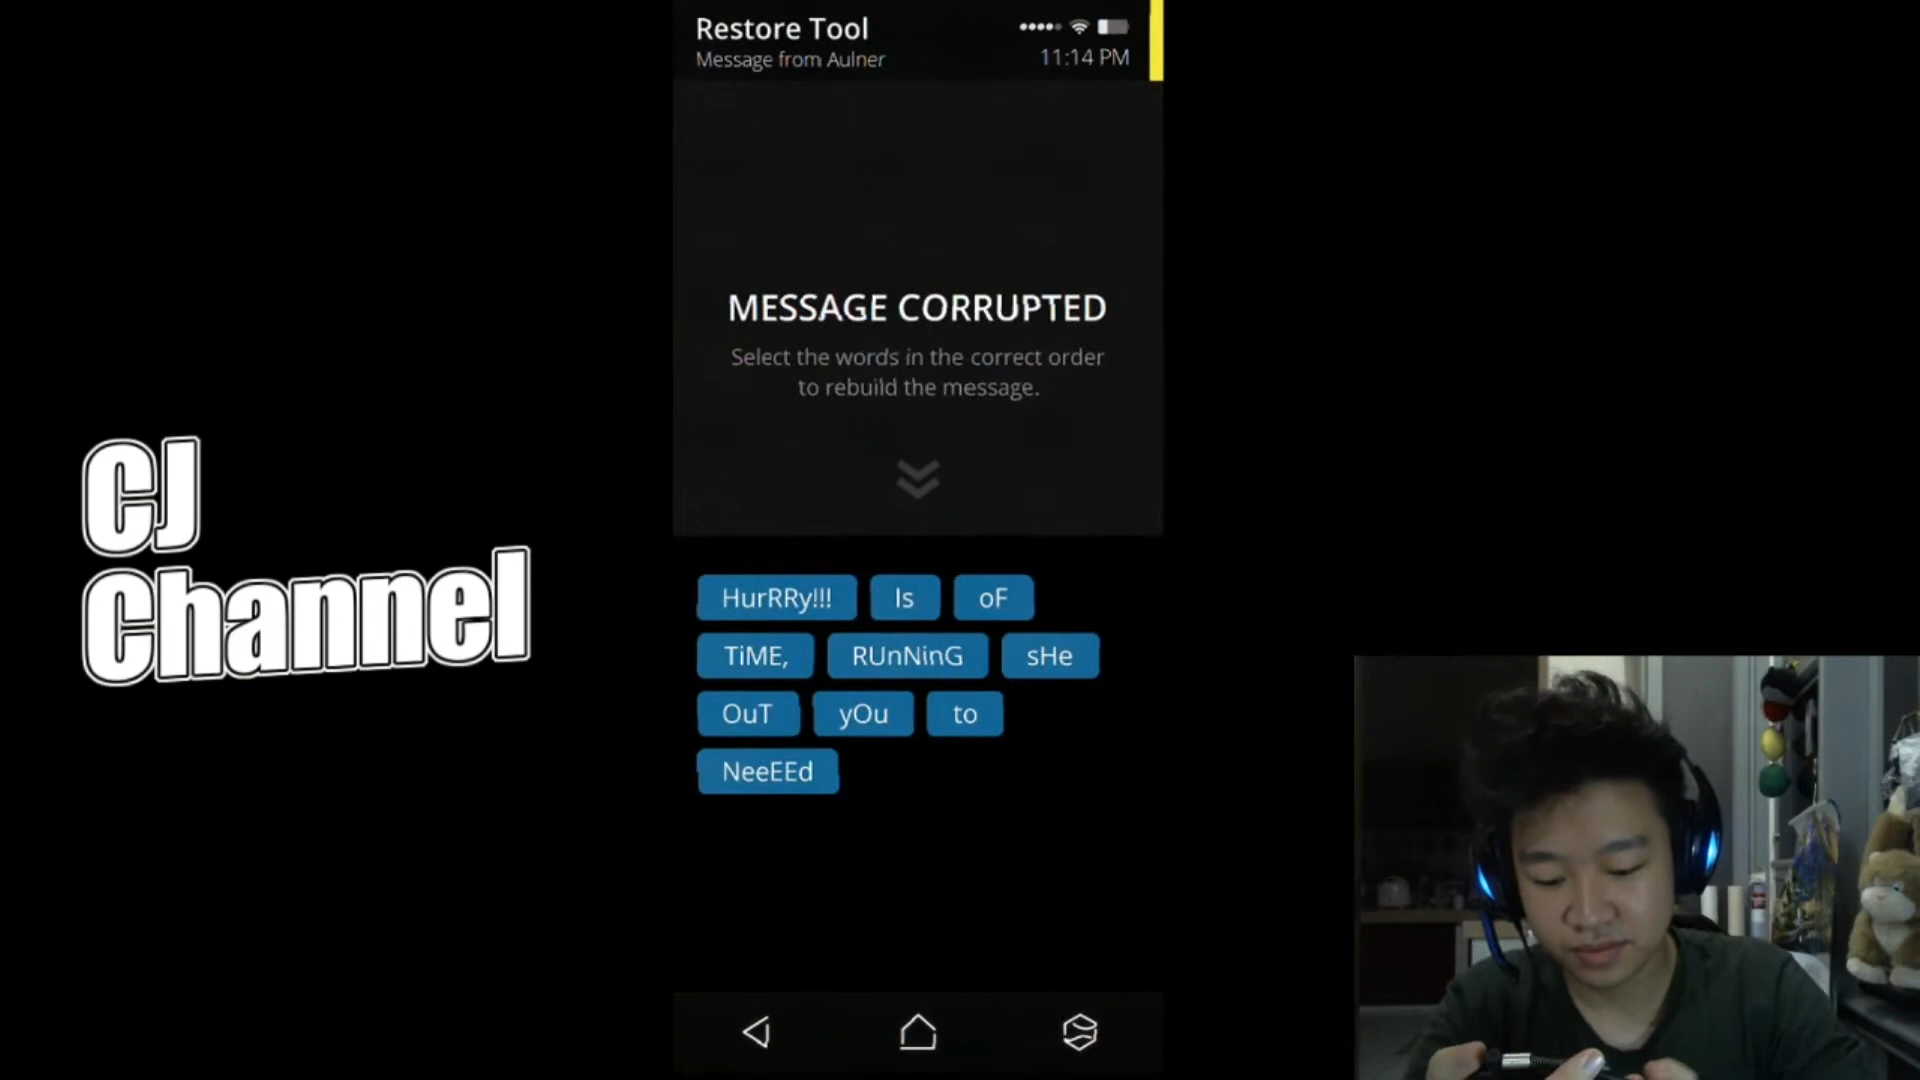 Restore Tool
Message from Aulner
11:14 PM
MESSAGE CORRUPTED
Select the words in the correct order
to rebuild the message.
CJ
Channel
HurRRy!!! Is oF
TiME, RUnNinG sHe
OuT yOu to
NeeEEd